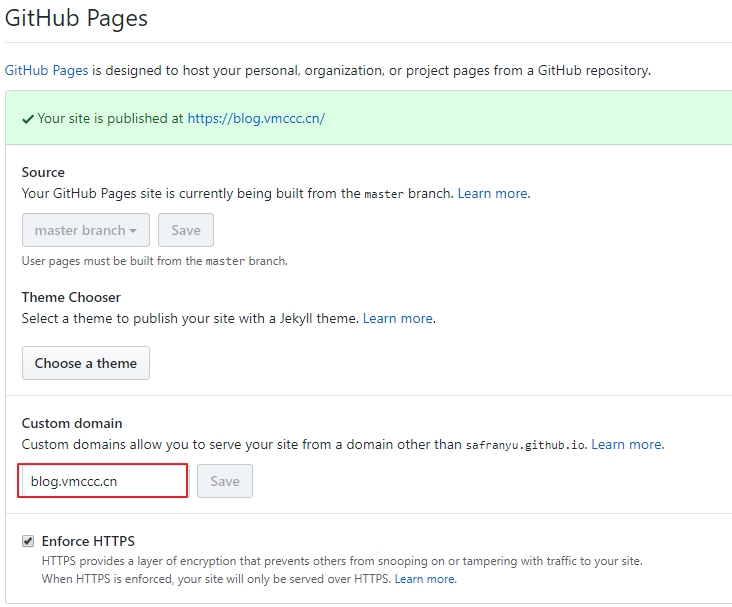 GitHub Pages
GitHub Pages is designed to host your personal, organization, or project pages from a GitHub repository.
Your site is published at https://blog.vmccc.cn/
Source
Your GitHub Pages site is currently being built from the master branch. Learn more.
master branch Save
User pages must be built from the master branch.
Theme Chooser
Select a theme to publish your site with a Jekyll theme. Learn more.
Choose a theme
Custom domain
Custom domains allow you to serve your site from a domain other than safranyu.github.io. Learn more.
blog.vmccc.cn Save
Enforce HTTPS
HTTPS provides a layer of encryption that prevents others from snooping on or tampering with traffic to your site.
When HTTPS is enforced, your site will only be served over HTTPS. Learn more.